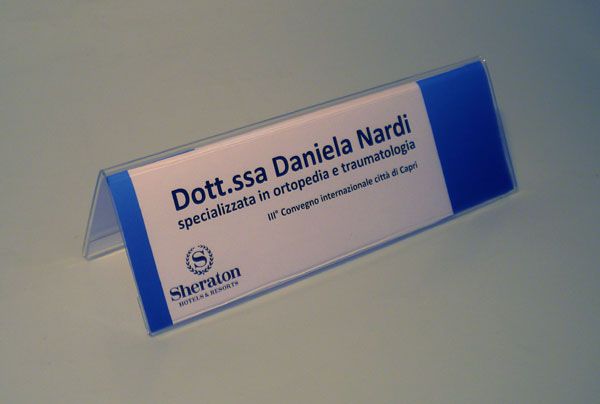 Dott.ssa Daniela Nardi
specializzata in ortopedia e traumatologia
III° Convegno internazionale città di Capri
S
Sheraton
HOTELS & RESORTS